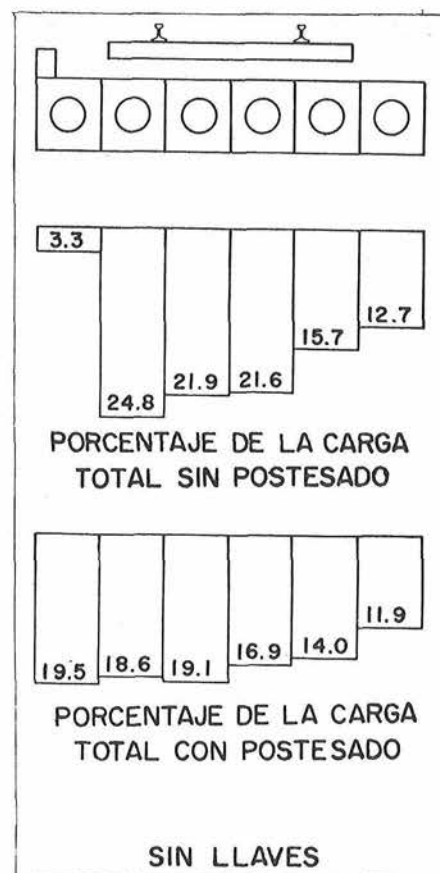 3.3
24.8
21.9
21.6
15.7
12.7
PORCENTAJE DE LA CARGA
TOTAL SIN POSTESADO
19.5
18.6
19.1
16.9
14.0
11.9
PORCENTAJE DE LA CARGA
TOTAL CON POSTESADO
SIN LLAVES